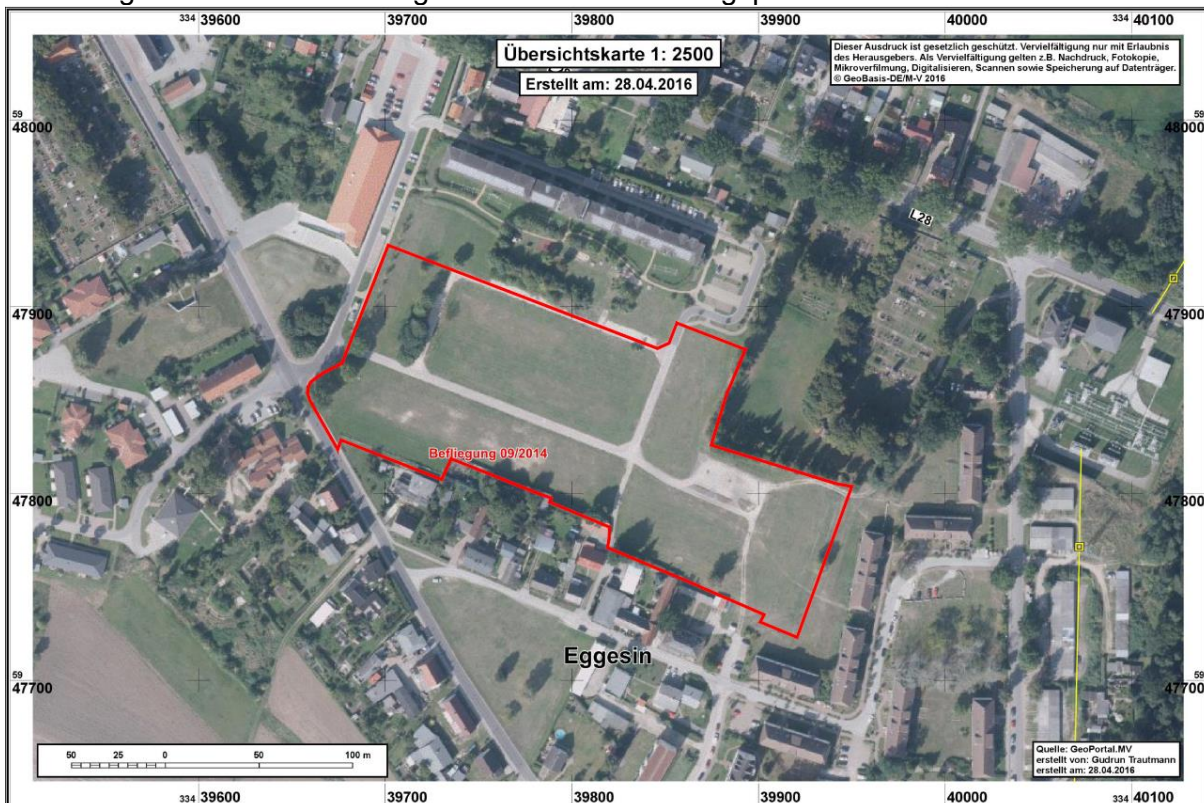 334 39600 39700 39800 39900 40000 334 40100
Übersichtskarte 1: 2500
Erstellt am: 28.04.2016
Dieser Ausdruck ist gesetzlich geschützt. Vervielfältigung nur mit Erlaubnis
des Herausgebers. Als Vervielfältigung gelten z.B. Nachdruck, Fotokopie,
Mikroverfilmung, Digitalisieren, Scannen sowie Speicherung auf Datenträger.
© GeoBasis-DE/M-V 2016
59 48000 59 48000
L28
47900 47900
Befliegung 09/2014
47800 47800
Eggesin
59 47700 59 47700
50 25 0 50 100 m
Quelle: GeoPortal.MV
erstellt von: Gudrun Trautmann
erstellt am: 28.04.2016
334 39600 39700 39800 39900 40000 334 40100